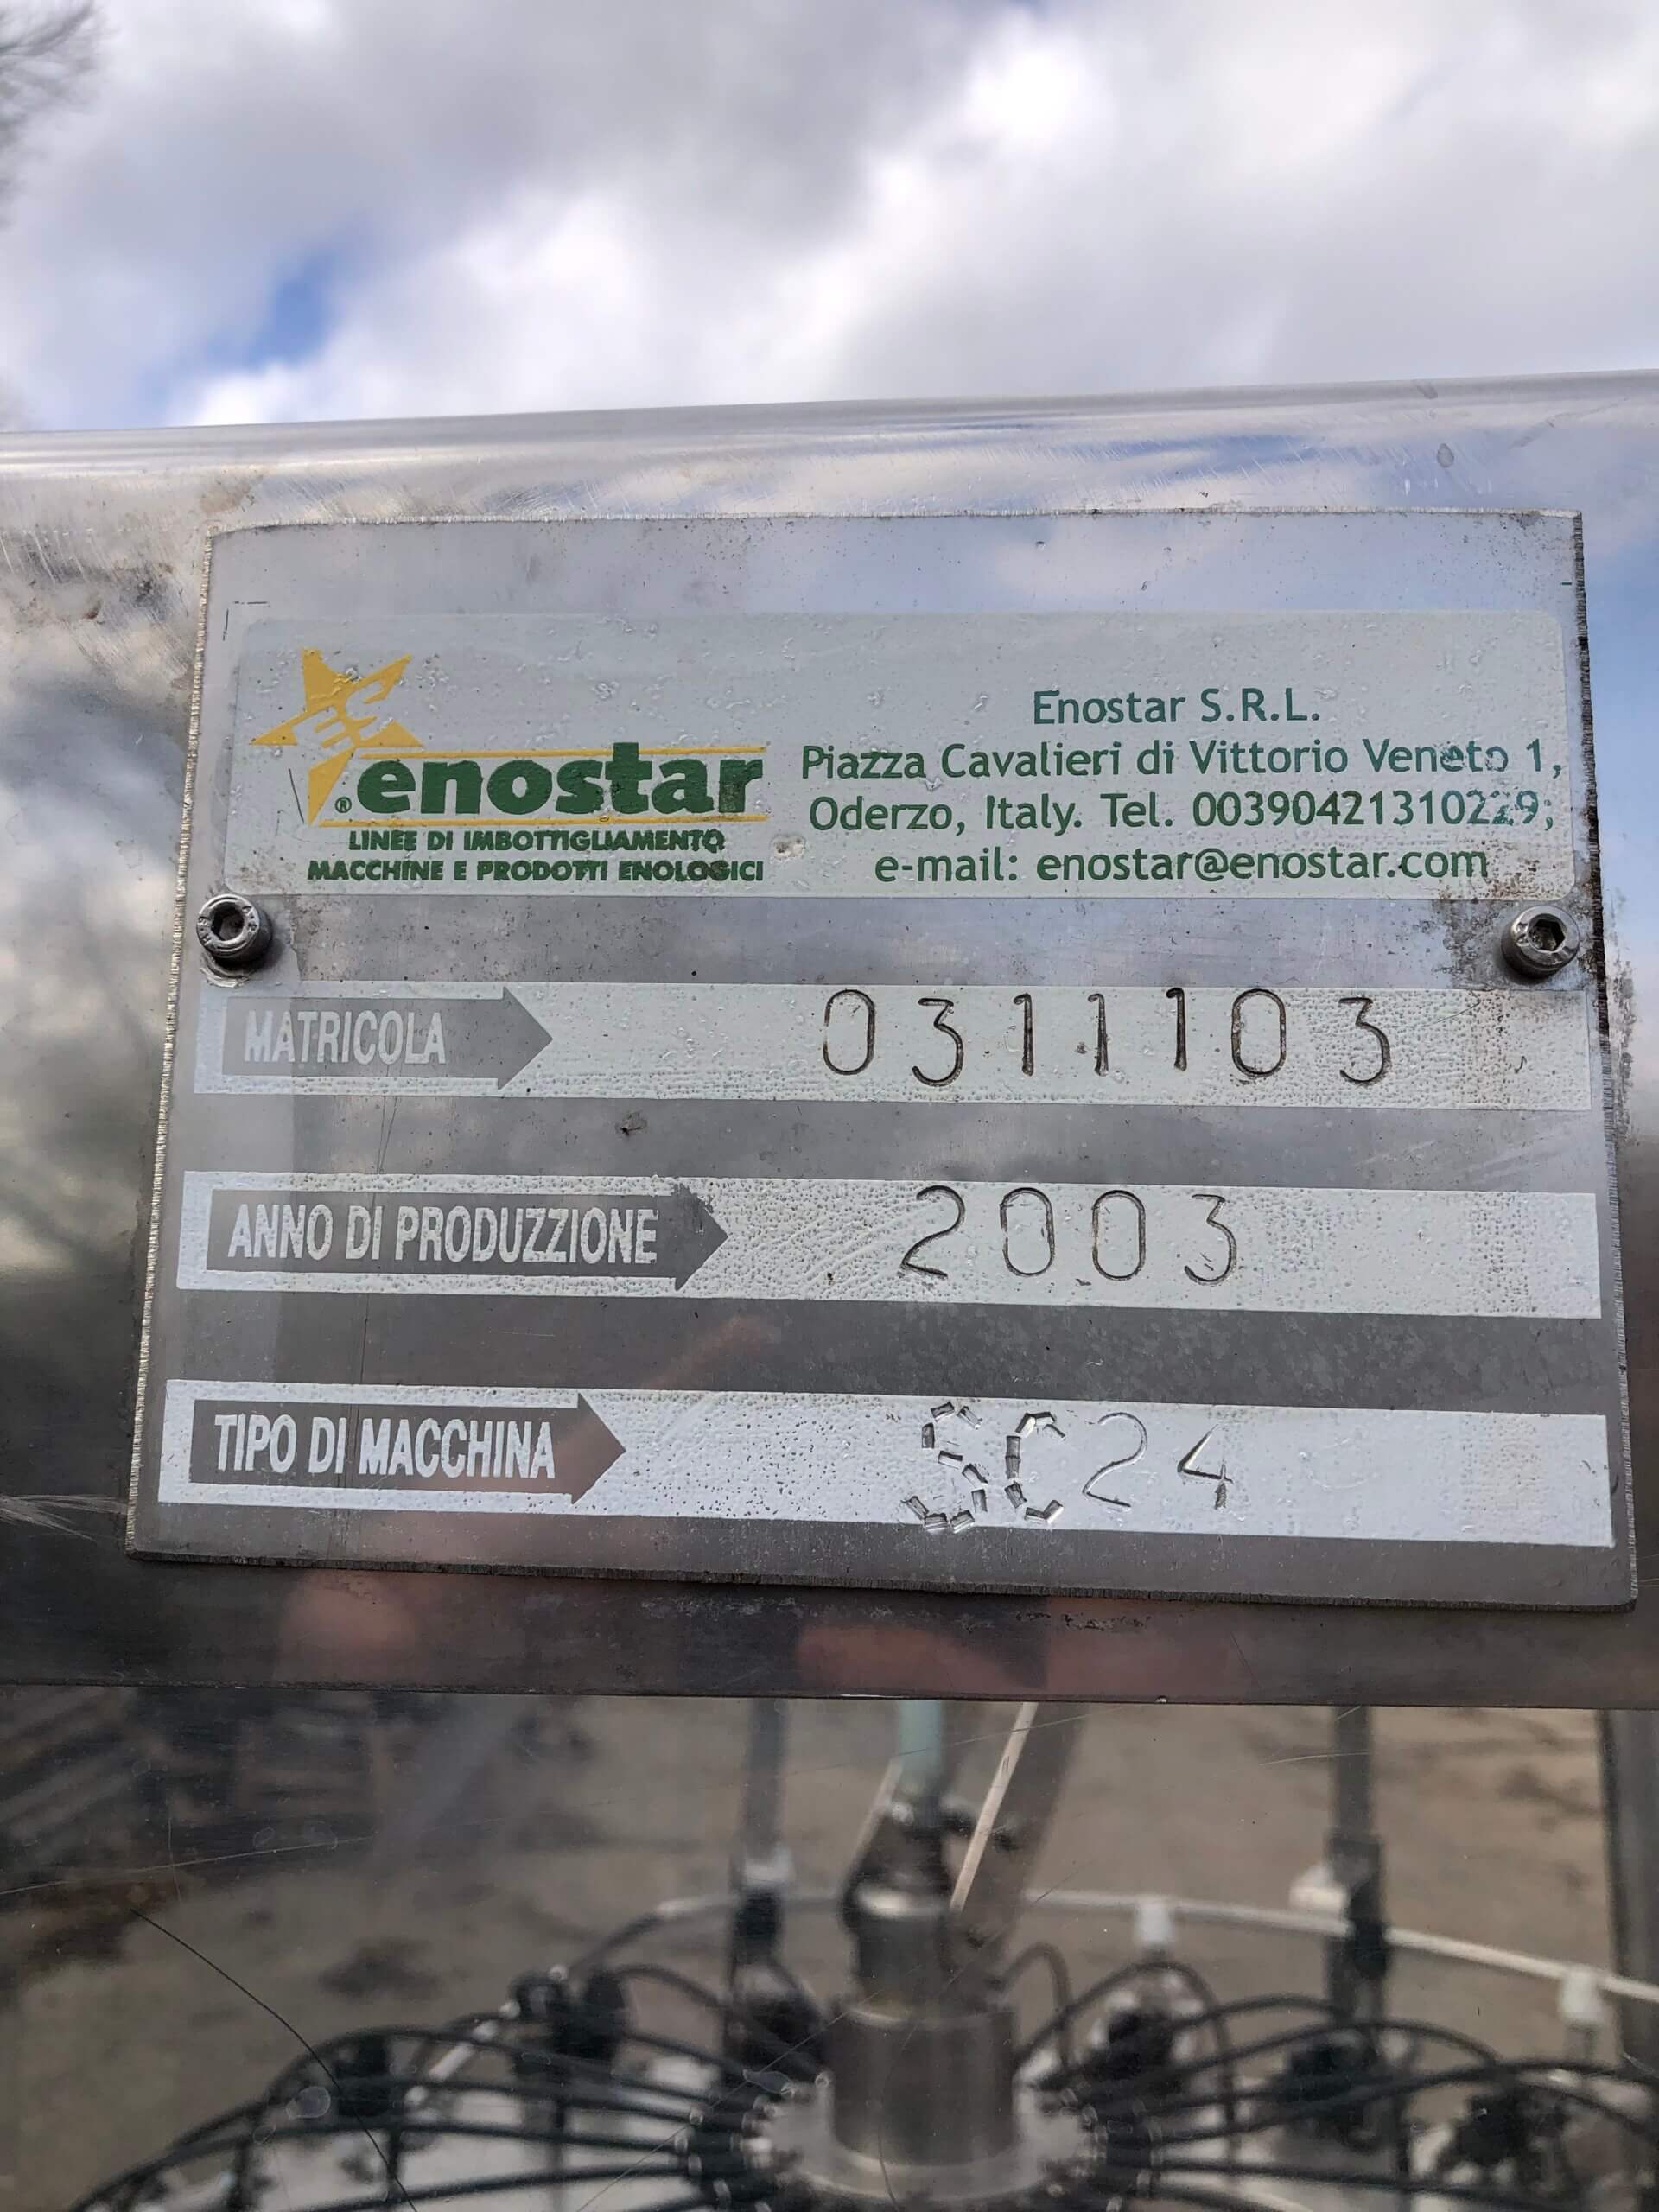 ® enostar
LINEE DI IMBOTTIGLIAMENTO
MACCHINE E PRODOTTI ENOLOGICI
Enostar S.R.L.
Piazza Cavalieri di Vittorio Veneto 1,
Oderzo, Italy. Tel. 00390421310229;
e-mail: enostar@enostar.com
MATRICOLA 0311103
ANNO DI PRODUZZIONE 2003
TIPO DI MACCHINA SC24